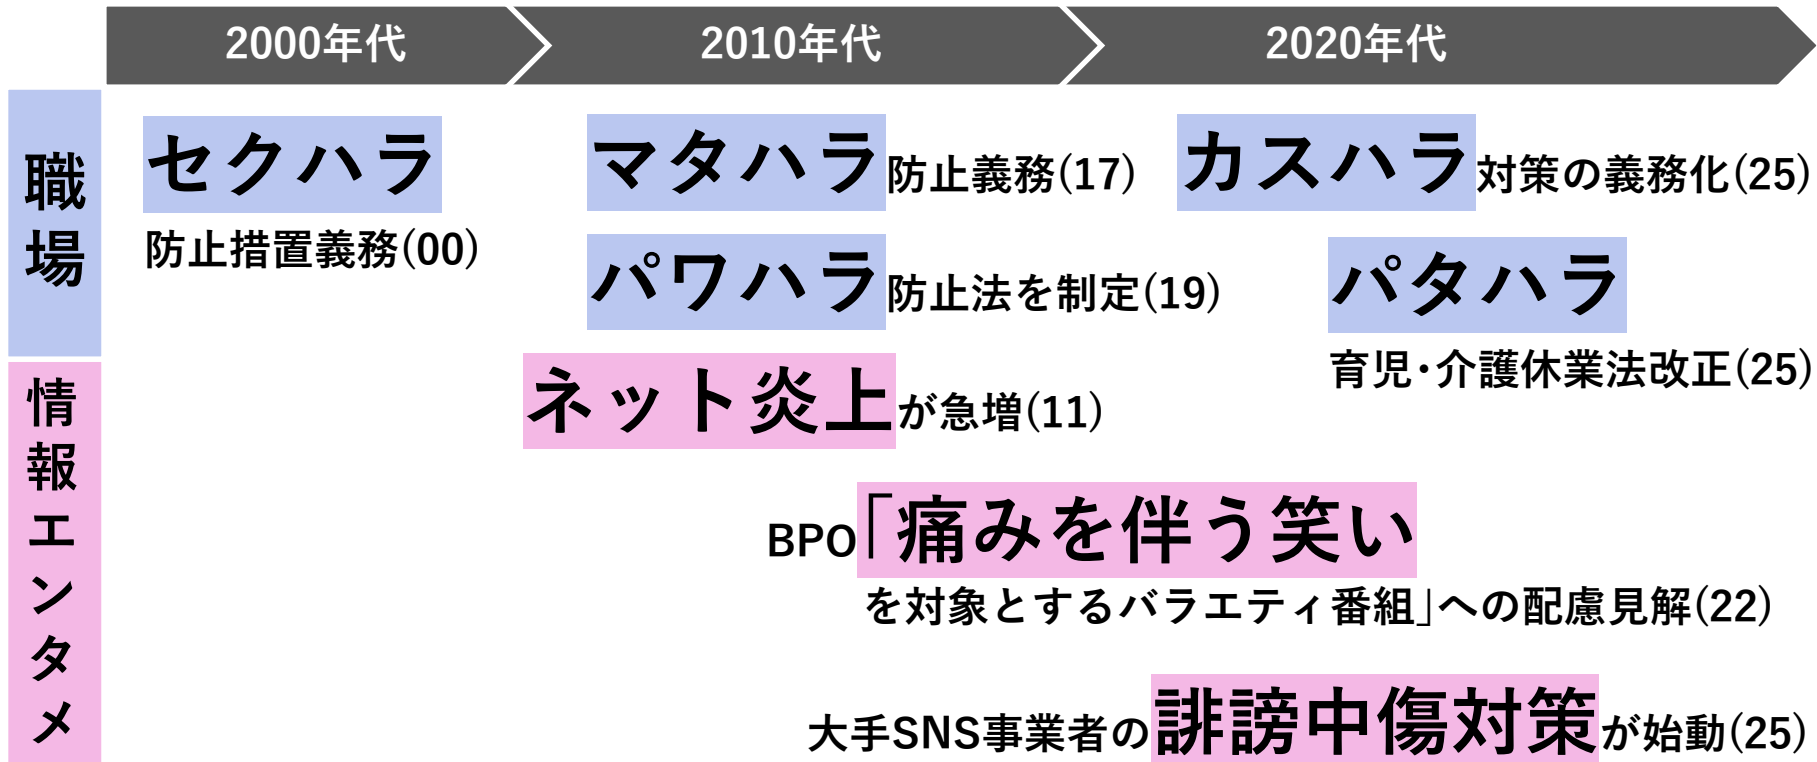 2000年代
2010年代
2020年代
職場
セクハラ
防止措置義務(00)
マタハラ防止義務(17)
パワハラ防止法を制定(19)
カスハラ対策の義務化(25)
パタハラ
育児・介護休業法改正(25)
情報エンタメ
ネット炎上が急増(11)
BPO「痛みを伴う笑い
を対象とするバラエティ番組」への配慮見解(22)
大手SNS事業者の誹謗中傷対策が始動(25)